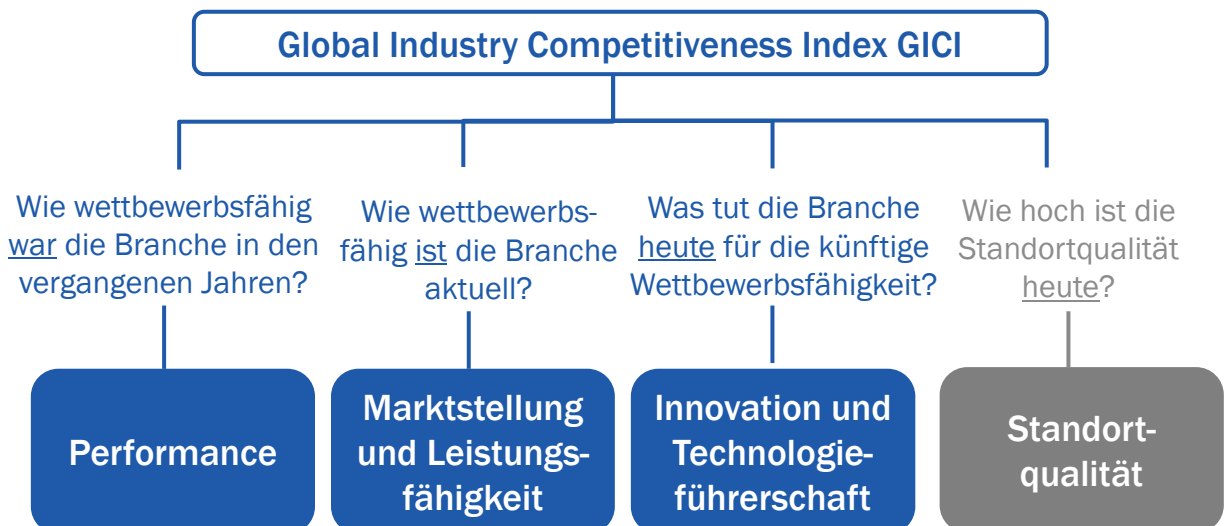 Global Industry Competitiveness Index GICI
Wie wettbewerbsfähig
war die Branche in den
vergangenen Jahren?
Wie wettbewerbs-
fähig ist die Branche
aktuell?
Was tut die Branche
heute für die künftige
Wettbewerbsfähigkeit?
Wie hoch ist die
Standortqualität
heute?
Performance
Marktstellung
und Leistungs-
fähigkeit
Innovation und
Technologie-
führerschaft
Standort-
qualität